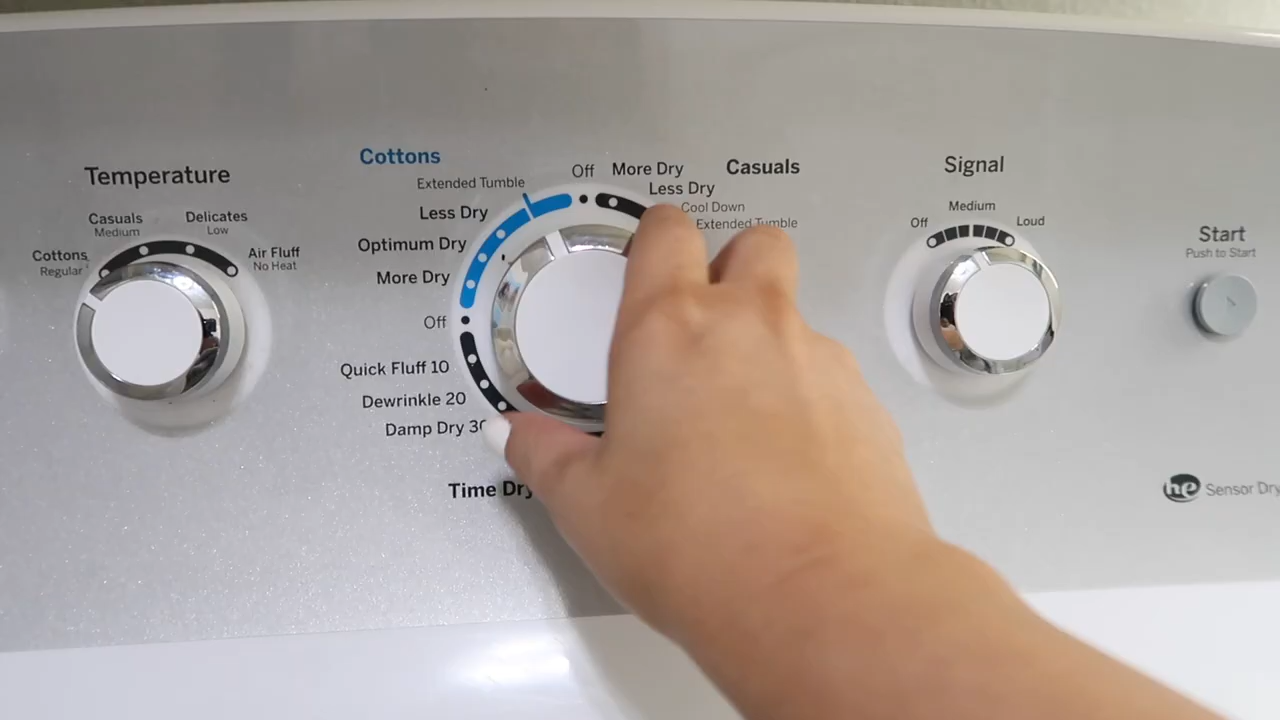 Temperature
Casuals
Medium
Delicates
Low
Cottons
Regular
Air Fluff
No Heat
Cottons
Extended Tumble
Less Dry
Optimum Dry
More Dry
Off
Quick Fluff 10
Dewrinkle 20
Damp Dry 30
Time Dry
Off
More Dry
Less Dry
Cool Down
Extended Tumble
Casuals
Signal
Medium
Off
Loud
Start
Push to Start
he Sensor Dry